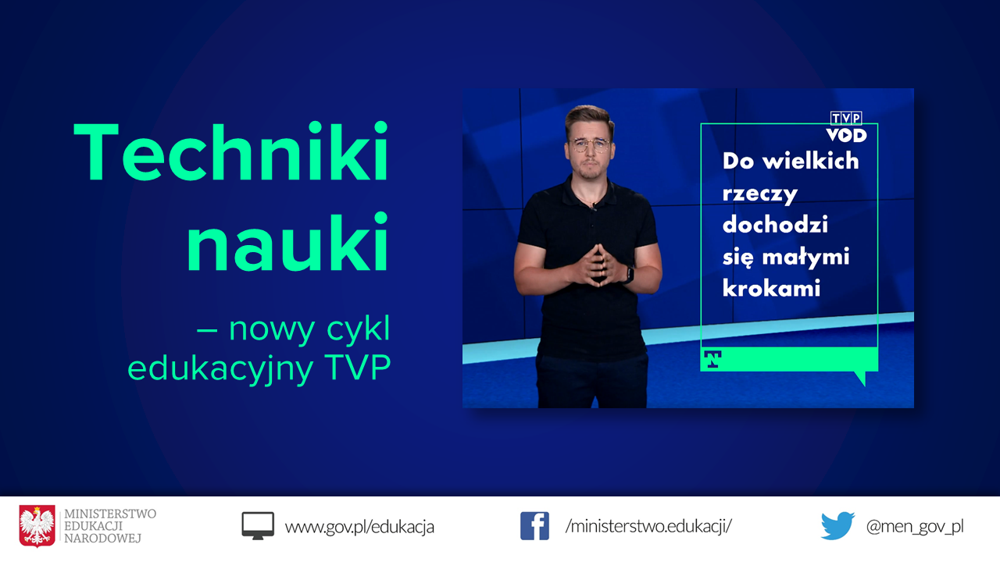 Techniki
nauki
– nowy cykl
edukacyjny TVP
TVP
VOD
Do wielkich
rzeczy
dochodzi
się małymi
krokami
T
MINISTERSTWO
EDUKACJI
NARODOWEJ
www.gov.pl/edukacja
/ministerstwo.edukacji/
@men_gov_pl